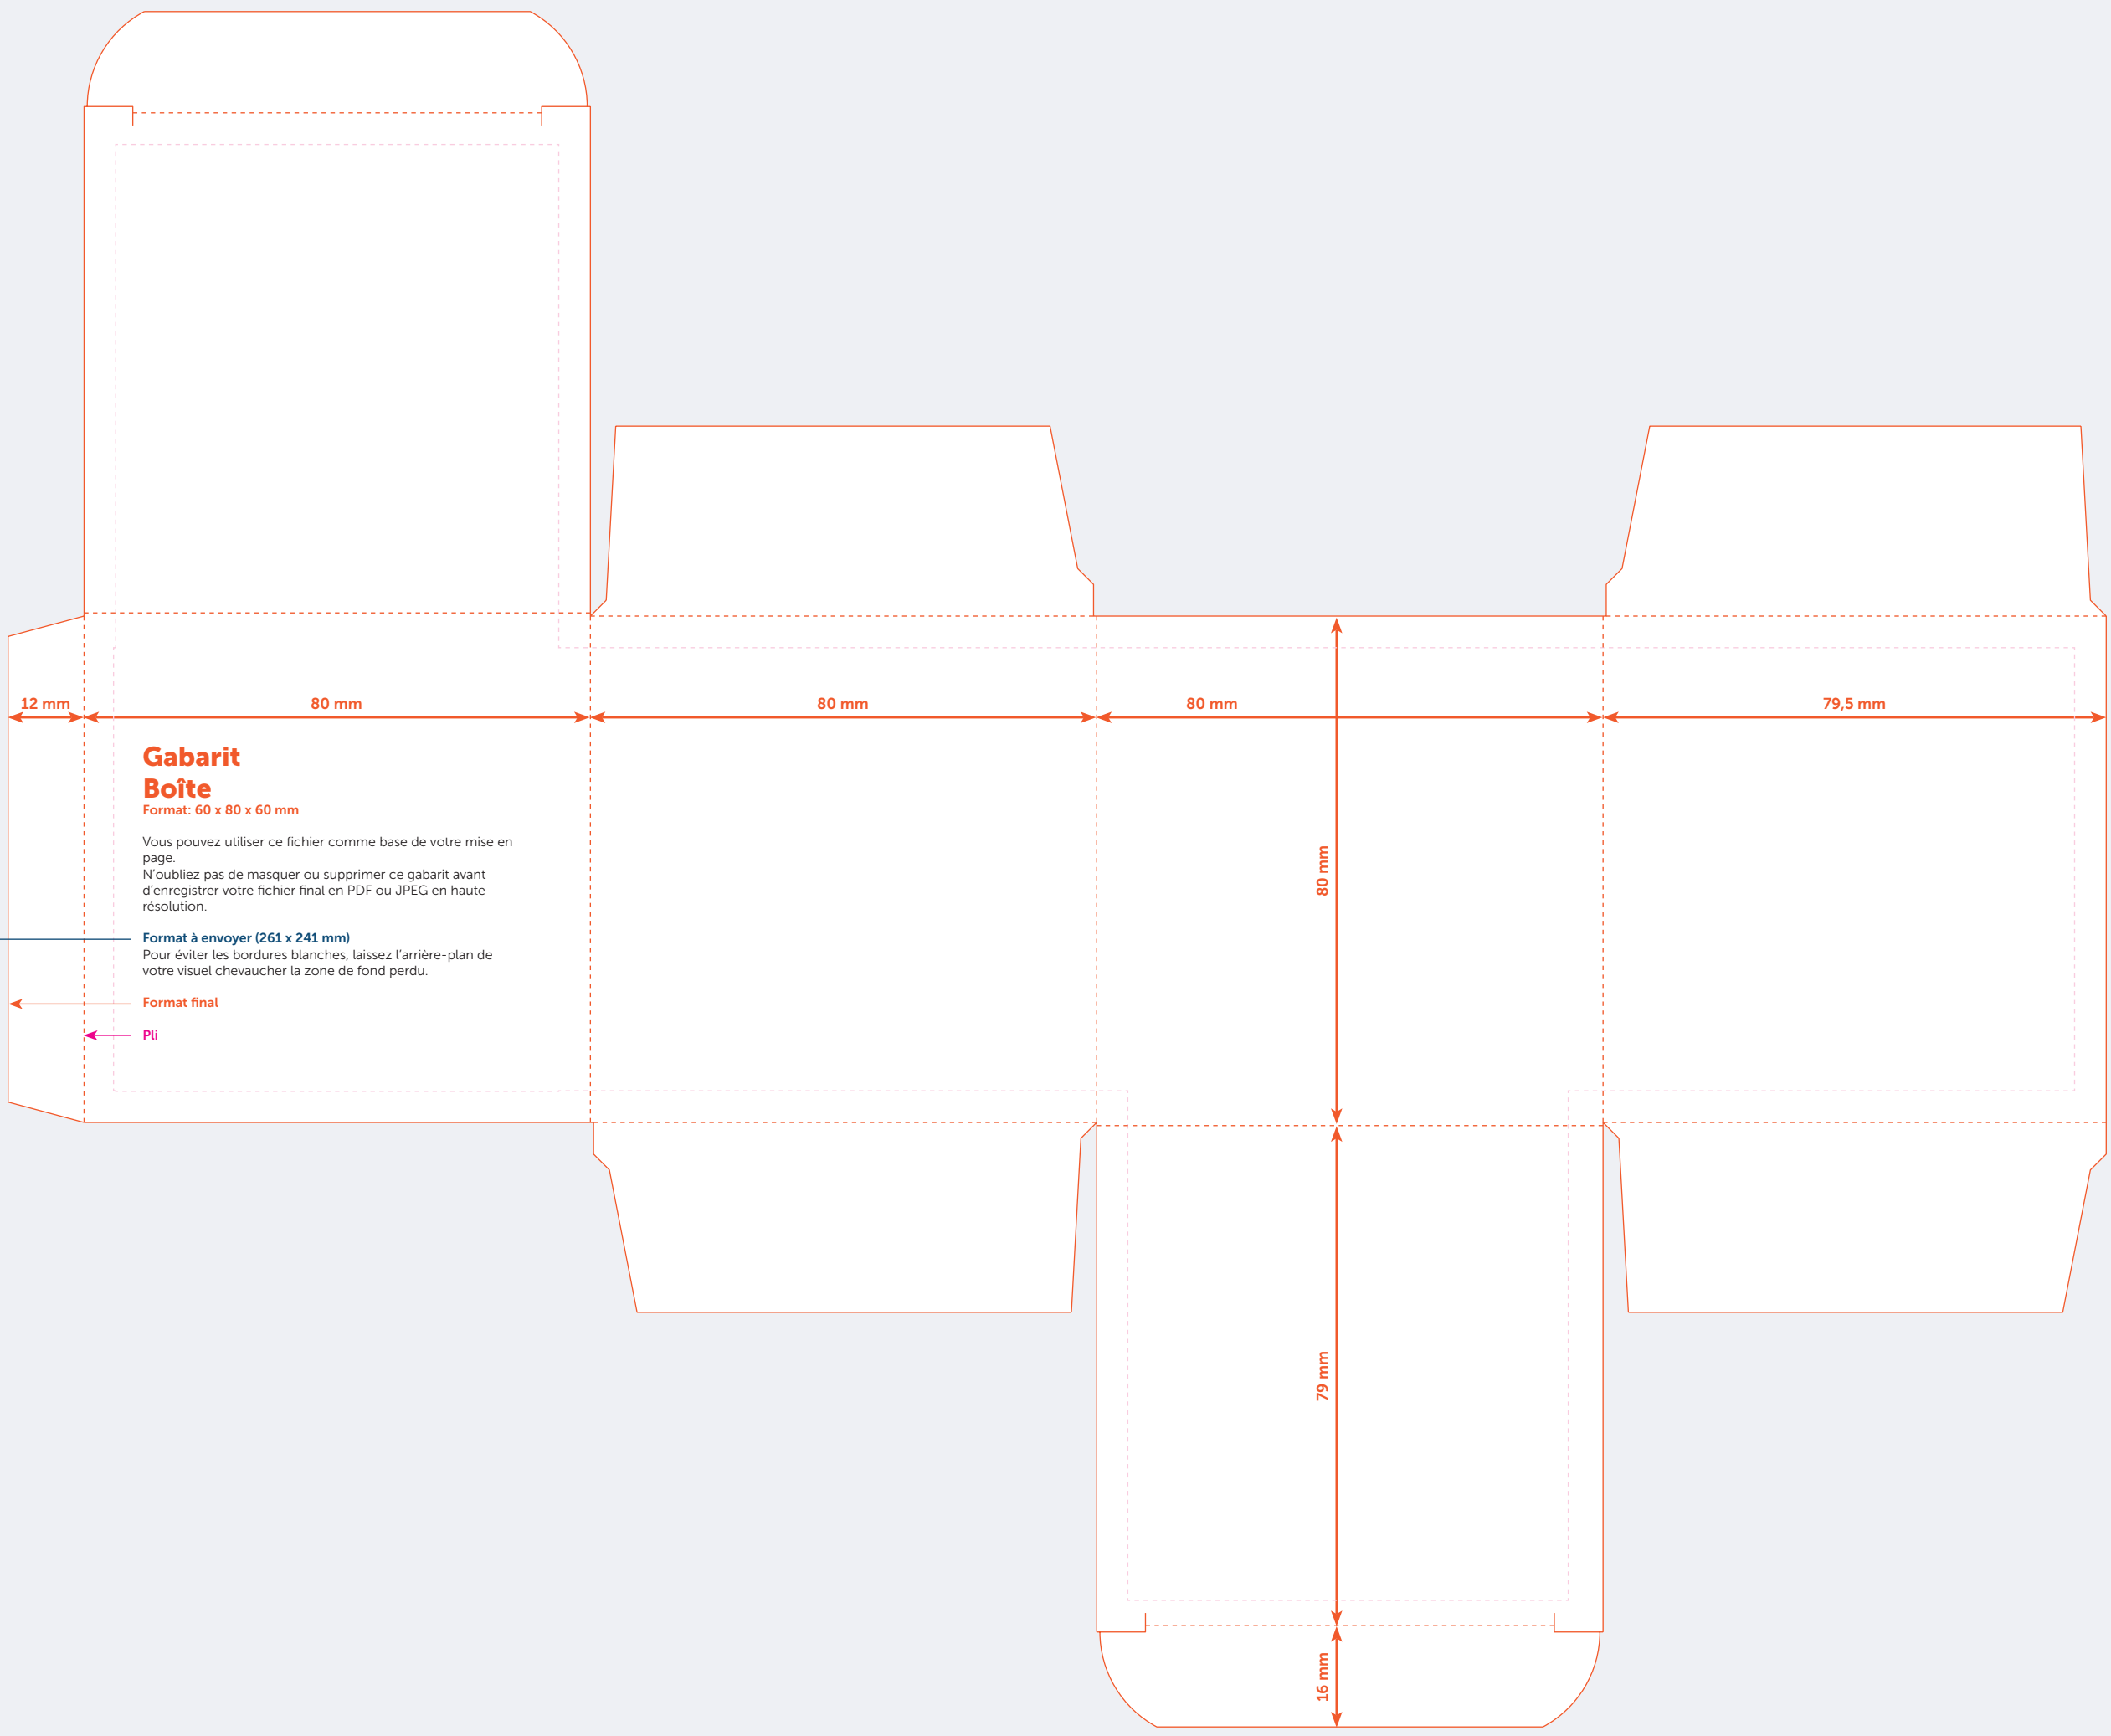 12 mm
80 mm
80 mm
80 mm
79,5 mm
Gabarit
Boîte
Format: 60 x 80 x 60 mm
Vous pouvez utiliser ce fichier comme base de votre mise en
page.
N'oubliez pas de masquer ou supprimer ce gabarit avant
d'enregistrer votre fichier final en PDF ou JPEG en haute
résolution.
Format à envoyer (261 x 241 mm)
Pour éviter les bordures blanches, laissez l'arrière-plan de
votre visuel chevaucher la zone de fond perdu.
Format final
Pli
80 mm
79 mm
16 mm